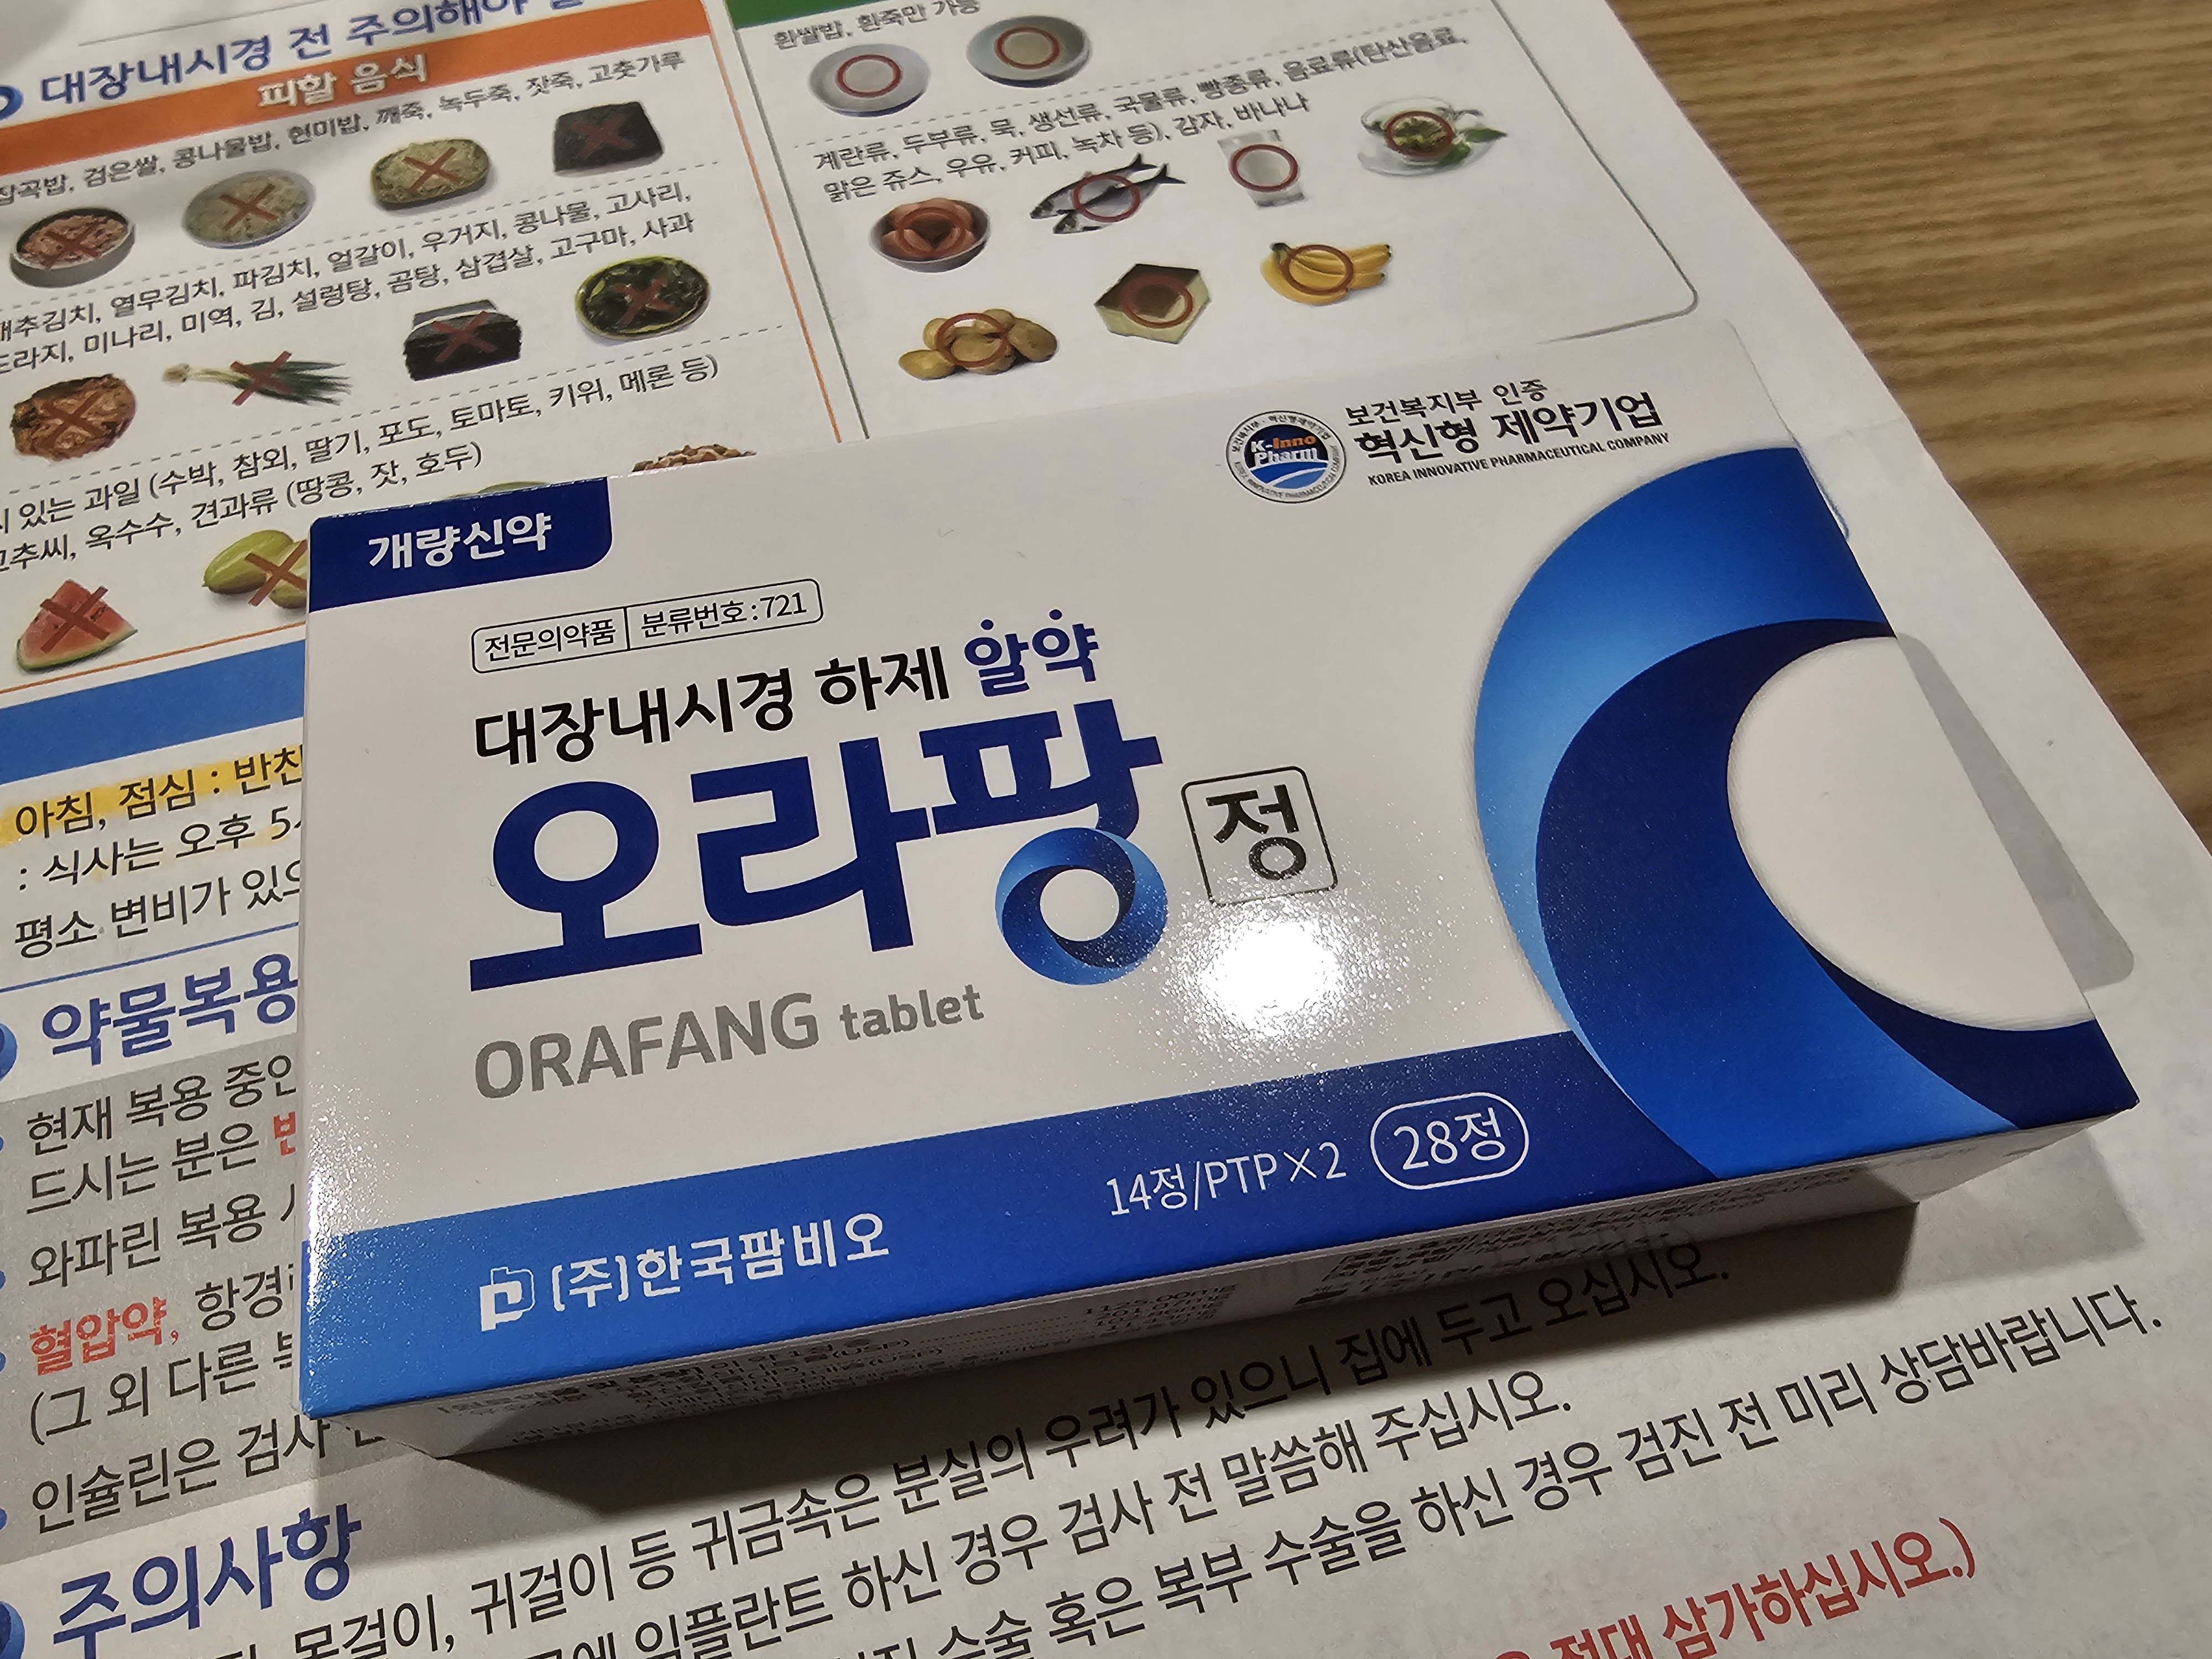 대장내시경 전 주의해야
피할 음식
잡곡밥, 검은쌀, 콩나물밥, 현미밥, 깨죽, 녹두죽, 잣죽, 고춧가루
배추김치, 열무김치, 파김치, 얼갈이, 우거지, 콩나물, 고사리,
도라지, 미나리, 미역, 김, 설렁탕, 곰탕, 삼겹살, 고구마, 사과
있는 과일 (수박, 참외, 딸기, 포도, 토마토, 키위, 메론 등)
고추씨, 옥수수, 견과류 (땅콩, 잣, 호두)
흰쌀밥, 흰죽만 가능
계란류, 두부류, 묵, 생선류, 국물류, 빵종류, 음료류(탄산음료,
맑은 쥬스, 우유, 커피, 녹차 등), 감자, 바나나
아침, 점심 : 반찬
: 식사는 오후 5
평소 변비가 있으
약물복용
현재 복용 중인
드시는 분은
와파린 복용
혈압약, 항경
(그 외 다른
인슐린은 검사
보건복지부 인증
혁신형 제약기업
KOREA INNOVATIVE PHARMACEUTICAL COMPANY
K-Inno
Pharm
개량신약
전문의약품 분류번호:721
대장내시경 하제 알약
오라팡 정
ORAFANG tablet
14정/PTP×2 28정
(주)한국팜비오
주의사항
목걸이, 귀걸이 등 귀금속은 분실의 우려가 있으니 집에 두고 오십시오.
임플란트 하신 경우 검사 전 말씀해 주십시오.
수술 혹은 복부 수술을 하신 경우 검진 전 미리 상담바랍니다.
절대 삼가하십시오.)